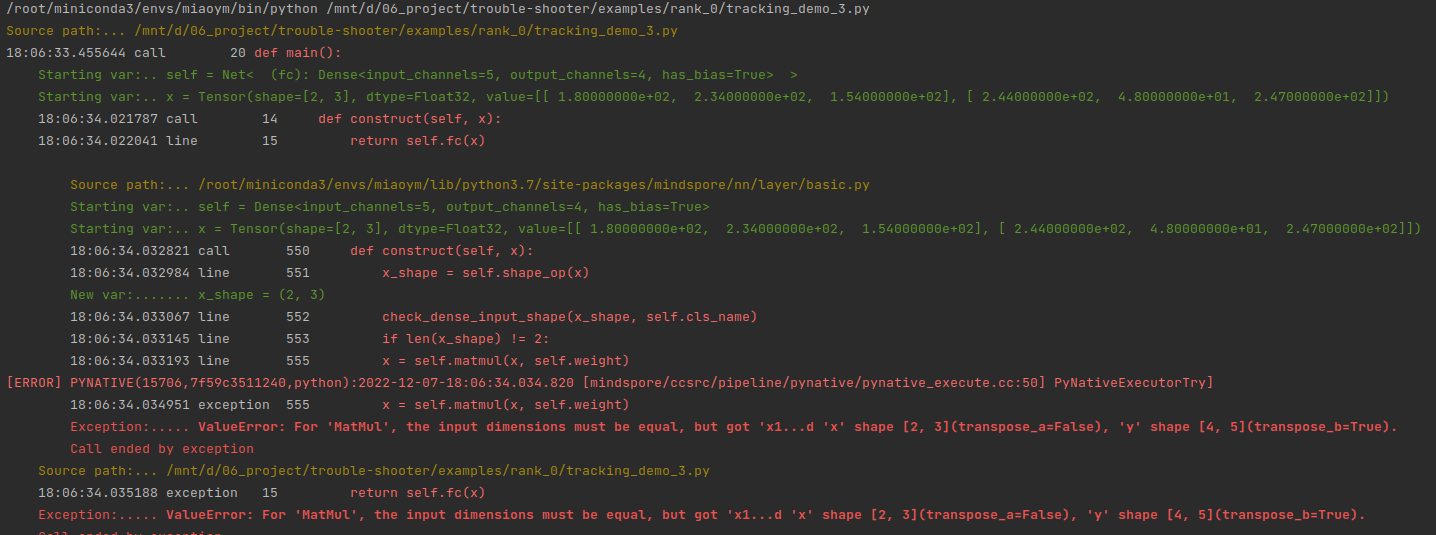 /root/miniconda3/envs/miaoym/bin/python /mnt/d/06_project/trouble-shooter/examples/rank_0/tracking_demo_3.py
Source path:... /mnt/d/06_project/trouble-shooter/examples/rank_0/tracking_demo_3.py
18:06:33.455644 call        20 def main():
    Starting var:.. self = Net<  (fc): Dense<input_channels=5, output_channels=4, has_bias=True>  >
    Starting var:.. x = Tensor(shape=[2, 3], dtype=Float32, value=[[ 1.80000000e+02,  2.34000000e+02,  1.54000000e+02], [ 2.44000000e+02,  4.80000000e+01,  2.47000000e+02]])
    18:06:34.021787 call        14     def construct(self, x):
    18:06:34.022041 line        15         return self.fc(x)
        Source path:... /root/miniconda3/envs/miaoym/lib/python3.7/site-packages/mindspore/nn/layer/basic.py
        Starting var:.. self = Dense<input_channels=5, output_channels=4, has_bias=True>
        Starting var:.. x = Tensor(shape=[2, 3], dtype=Float32, value=[[ 1.80000000e+02,  2.34000000e+02,  1.54000000e+02], [ 2.44000000e+02,  4.80000000e+01,  2.47000000e+02]])
        18:06:34.032821 call       550     def construct(self, x):
        18:06:34.032984 line       551         x_shape = self.shape_op(x)
        New var:....... x_shape = (2, 3)
        18:06:34.033067 line       552         check_dense_input_shape(x_shape, self.cls_name)
        18:06:34.033145 line       553         if len(x_shape) != 2:
        18:06:34.033193 line       555         x = self.matmul(x, self.weight)
[ERROR] PYNATIVE(15706,7f59c3511240,python):2022-12-07-18:06:34.034.820 [mindspore/ccsrc/pipeline/pynative/pynative_execute.cc:50] PyNativeExecutorTry]
        18:06:34.034951 exception  555         x = self.matmul(x, self.weight)
        Exception:..... ValueError: For 'MatMul', the input dimensions must be equal, but got 'x1...d 'x' shape [2, 3](transpose_a=False), 'y' shape [4, 5](transpose_b=True).
        Call ended by exception
    Source path:... /mnt/d/06_project/trouble-shooter/examples/rank_0/tracking_demo_3.py
    18:06:34.035188 exception   15         return self.fc(x)
    Exception:..... ValueError: For 'MatMul', the input dimensions must be equal, but got 'x1...d 'x' shape [2, 3](transpose_a=False), 'y' shape [4, 5](transpose_b=True).
    Call ended by exception